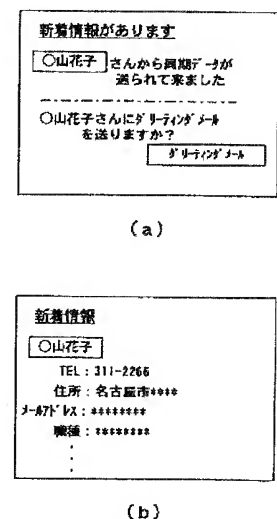 新着情報があります
○山花子 さんから同期データが
送られて来ました
○山花子さんにグリーティングメール
を送りますか？
グリーティングメール
(a)
新着情報
○山花子
TEL：311-2266
住所：名古屋市****
メールアドレス：********
職種：********
(b)